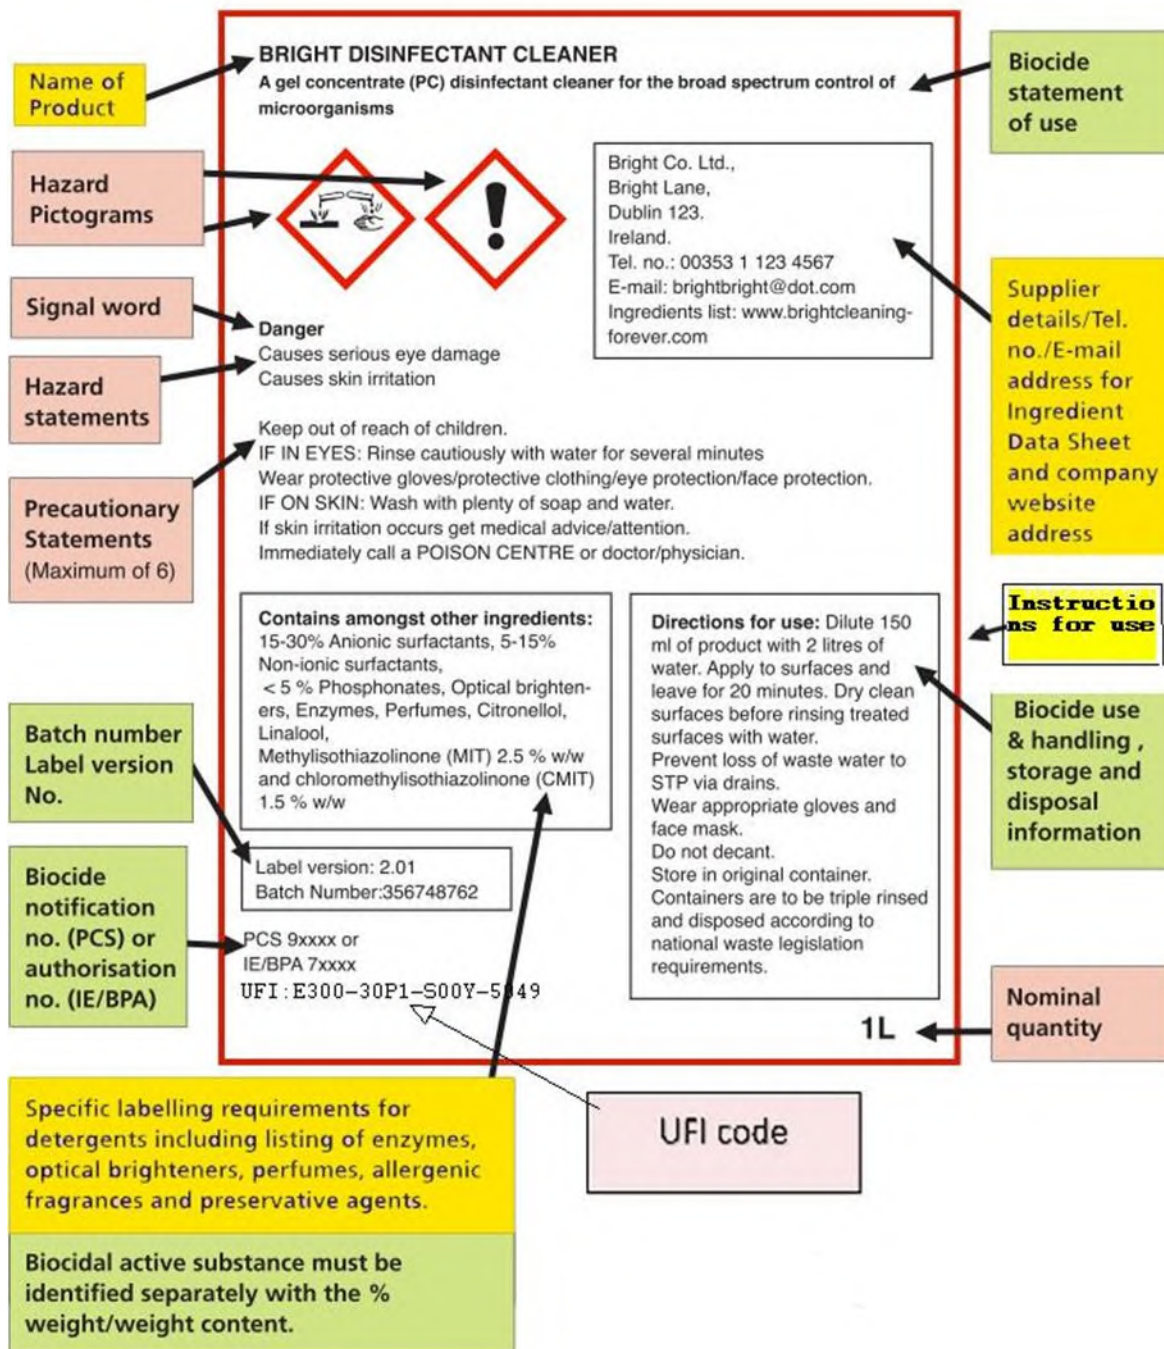 BRIGHT DISINFECTANT CLEANER
A gel concentrate (PC) disinfectant cleaner for the broad spectrum control of
microorganisms
Name of
Product
Biocide
statement
of use
Hazard
Pictograms
Bright Co. Ltd.,
Bright Lane,
Dublin 123.
Ireland.
Tel. no.: 00353 1 123 4567
E-mail: brightbright@dot.com
Ingredients list: www.brightcleaning-
forever.com
Supplier
details/Tel.
no./E-mail
address for
Ingredient
Data Sheet
and company
website
address
Signal word
Danger
Causes serious eye damage
Causes skin irritation
Hazard
statements
Keep out of reach of children.
IF IN EYES: Rinse cautiously with water for several minutes
Wear protective gloves/protective clothing/eye protection/face protection.
IF ON SKIN: Wash with plenty of soap and water.
If skin irritation occurs get medical advice/attention.
Immediately call a POISON CENTRE or doctor/physician.
Precautionary
Statements
(Maximum of 6)
Contains amongst other ingredients:
15-30% Anionic surfactants, 5-15%
Non-ionic surfactants,
< 5 % Phosphonates, Optical brighten-
ers, Enzymes, Perfumes, Citronellol,
Linalool,
Methylisothiazolinone (MIT) 2.5 % w/w
and chloromethylisothiazolinone (CMIT)
1.5 % w/w
Directions for use: Dilute 150
ml of product with 2 litres of
water. Apply to surfaces and
leave for 20 minutes. Dry clean
surfaces before rinsing treated
surfaces with water.
Prevent loss of waste water to
STP via drains.
Wear appropriate gloves and
face mask.
Do not decant.
Store in original container.
Containers are to be triple rinsed
and disposed according to
national waste legislation
requirements.
Instructio
ns for use
Biocide use
& handling ,
storage and
disposal
information
Batch number
Label version
No.
Label version: 2.01
Batch Number:356748762
Biocide
notification
no. (PCS) or
authorisation
no. (IE/BPA)
PCS 9xxxx or
IE/BPA 7xxxx
UFI:E300-30P1-S00Y-5849
1L
Nominal
quantity
Specific labelling requirements for
detergents including listing of enzymes,
optical brighteners, perfumes, allergenic
fragrances and preservative agents.
UFI code
Biocidal active substance must be
identified separately with the %
weight/weight content.